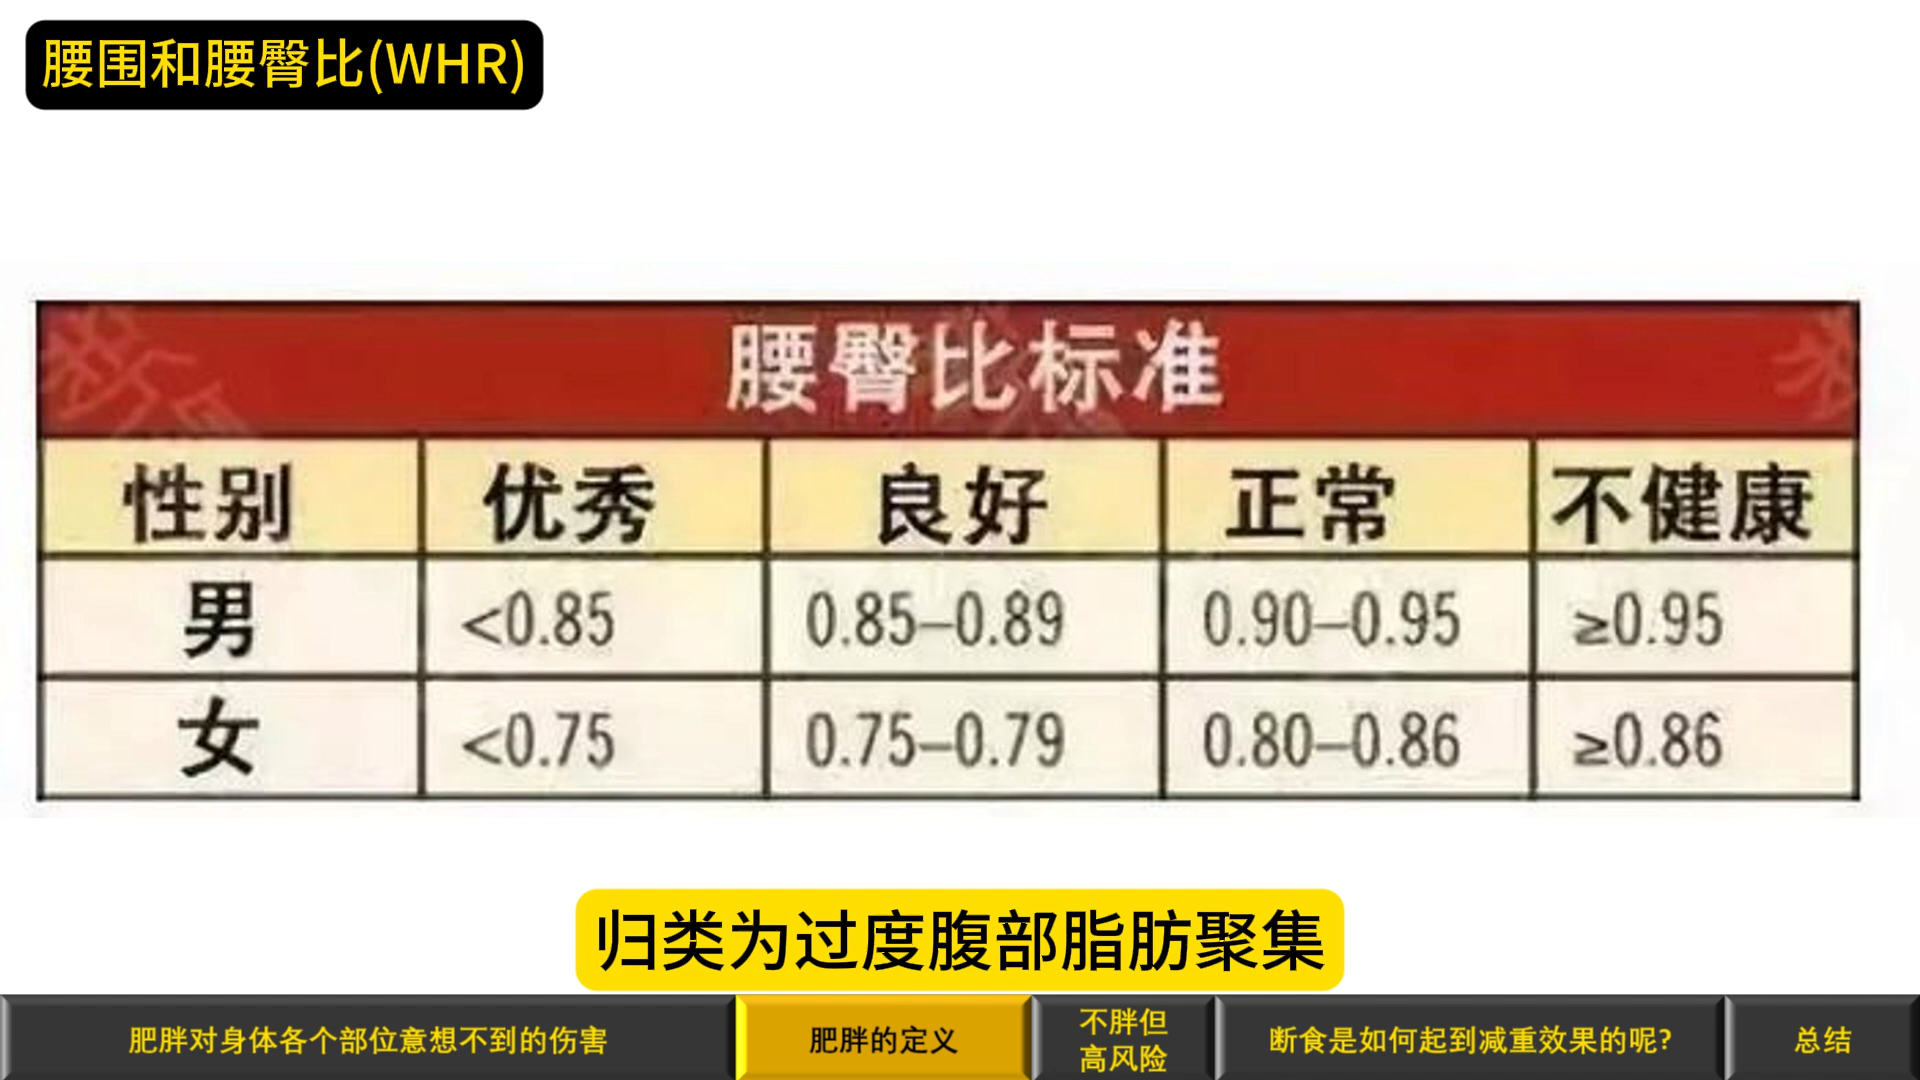 腰围和腰臀比(WHR)
腰臀比标准
性别 优秀 良好 正常 不健康
男 <0.85 0.85–0.89 0.90–0.95 ≥0.95
女 <0.75 0.75–0.79 0.80–0.86 ≥0.86
归类为过度腹部脂肪聚集
肥胖对身体各个部位意想不到的伤害
肥胖的定义
不胖但
高风险
断食是如何起到减重效果的呢?
总结